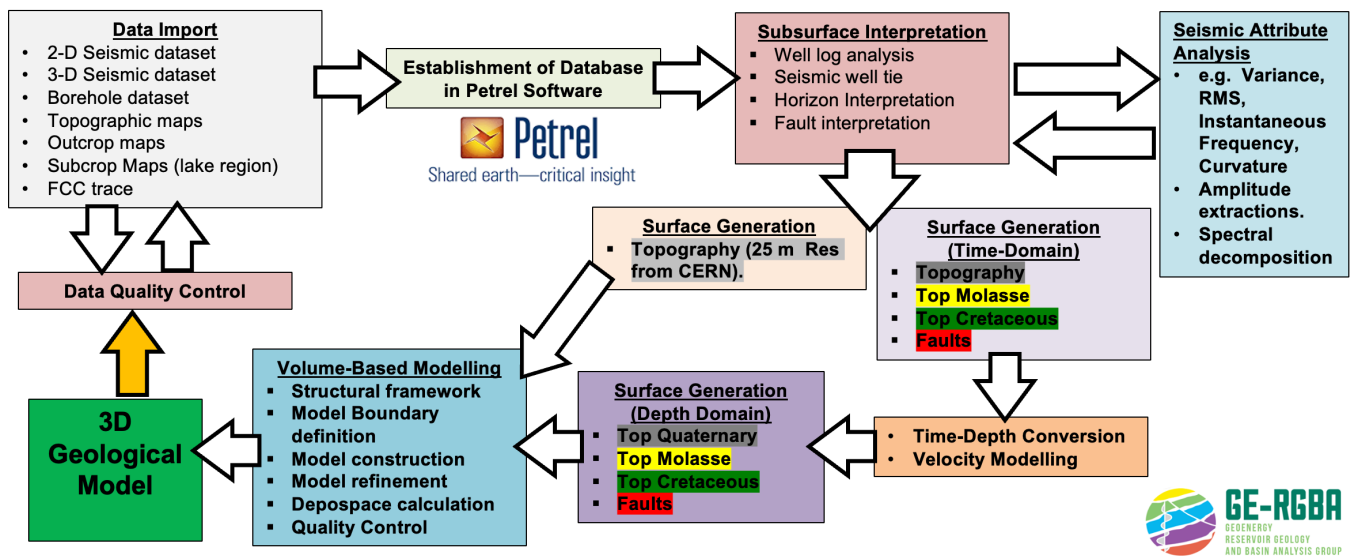 Data Import
• 2-D Seismic dataset
• 3-D Seismic dataset
• Borehole dataset
• Topographic maps
• Outcrop maps
• Subcrop Maps (lake region)
• FCC trace
Data Quality Control
Establishment of Database
in Petrel Software
Petrel
Shared earth—critical insight
Subsurface Interpretation
▪ Well log analysis
▪ Seismic well tie
▪ Horizon Interpretation
▪ Fault interpretation
Seismic Attribute
Analysis
• e.g. Variance,
RMS,
Instantaneous
Frequency,
Curvature
• Amplitude
extractions.
• Spectral
decomposition
Surface Generation
▪ Topography (25 m Res
from CERN).
Surface Generation
(Time-Domain)
▪ Topography
▪ Top Molasse
▪ Top Cretaceous
▪ Faults
• Time-Depth Conversion
• Velocity Modelling
Surface Generation
(Depth Domain)
▪ Top Quaternary
▪ Top Molasse
▪ Top Cretaceous
▪ Faults
Volume-Based Modelling
▪ Structural framework
▪ Model Boundary
definition
▪ Model construction
▪ Model refinement
▪ Depospace calculation
▪ Quality Control
3D
Geological
Model
GE-RGBA
GEOENERGY
RESERVOIR GEOLOGY
AND BASIN ANALYSIS GROUP